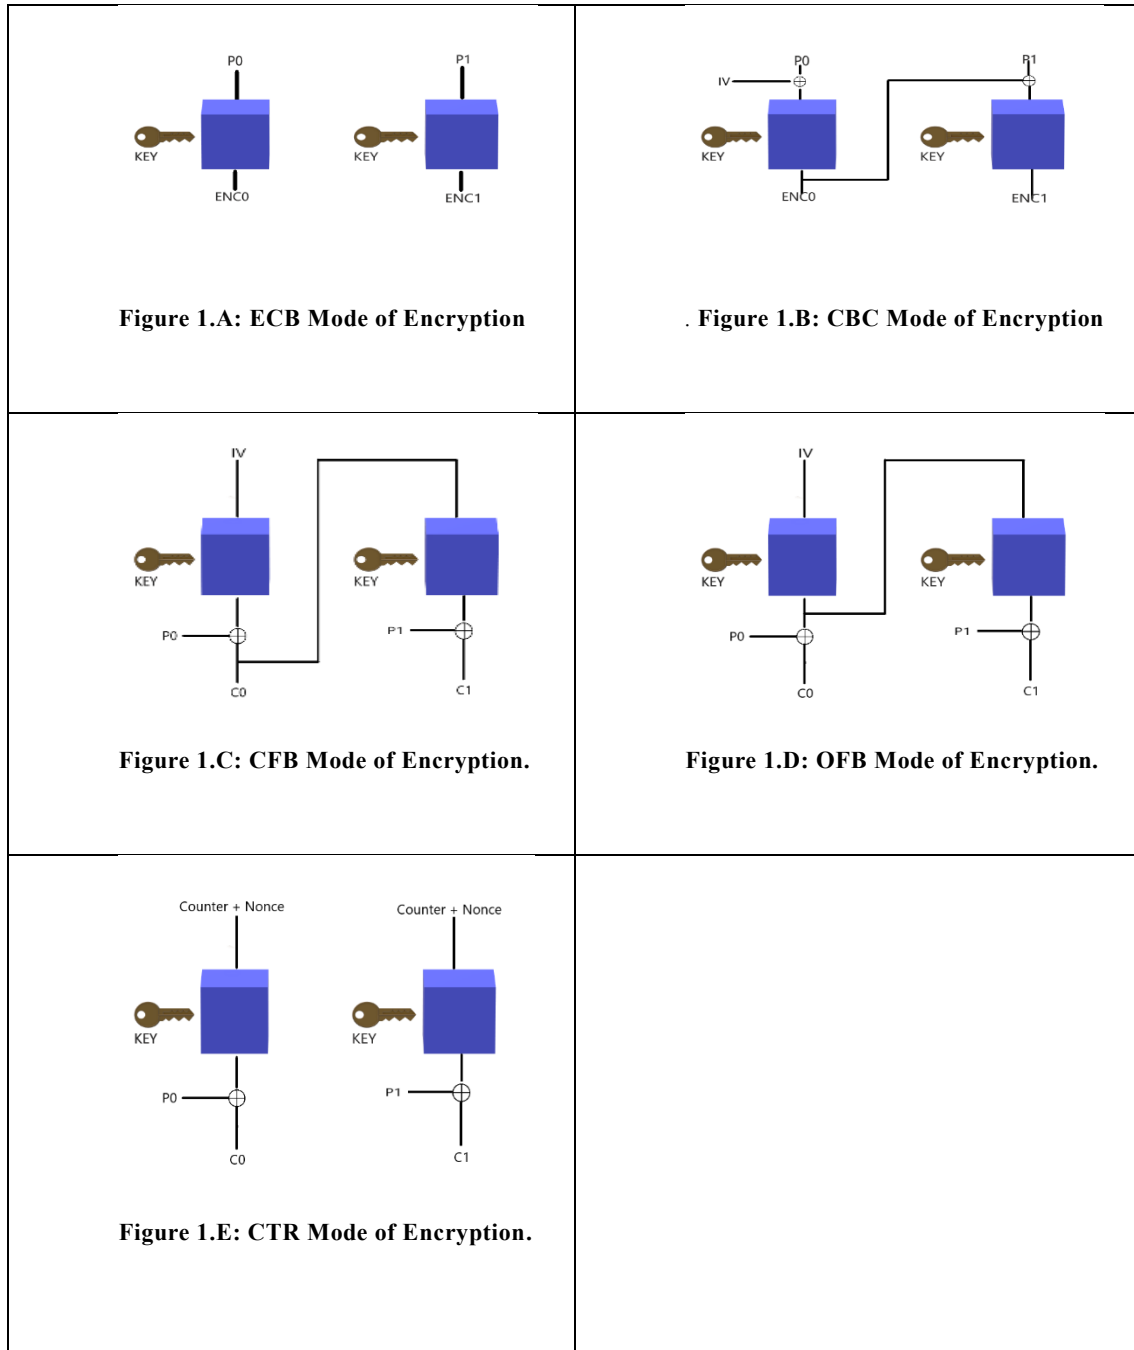 P0
P1
KEY
KEY
ENC0
ENC1
Figure 1.A: ECB Mode of Encryption
P0
P1
IV
KEY
KEY
ENC0
ENC1
. Figure 1.B: CBC Mode of Encryption
IV
KEY
KEY
P0
P1
C0
C1
Figure 1.C: CFB Mode of Encryption.
IV
KEY
KEY
P0
P1
C0
C1
Figure 1.D: OFB Mode of Encryption.
Counter + Nonce
Counter + Nonce
KEY
KEY
P0
P1
C0
C1
Figure 1.E: CTR Mode of Encryption.